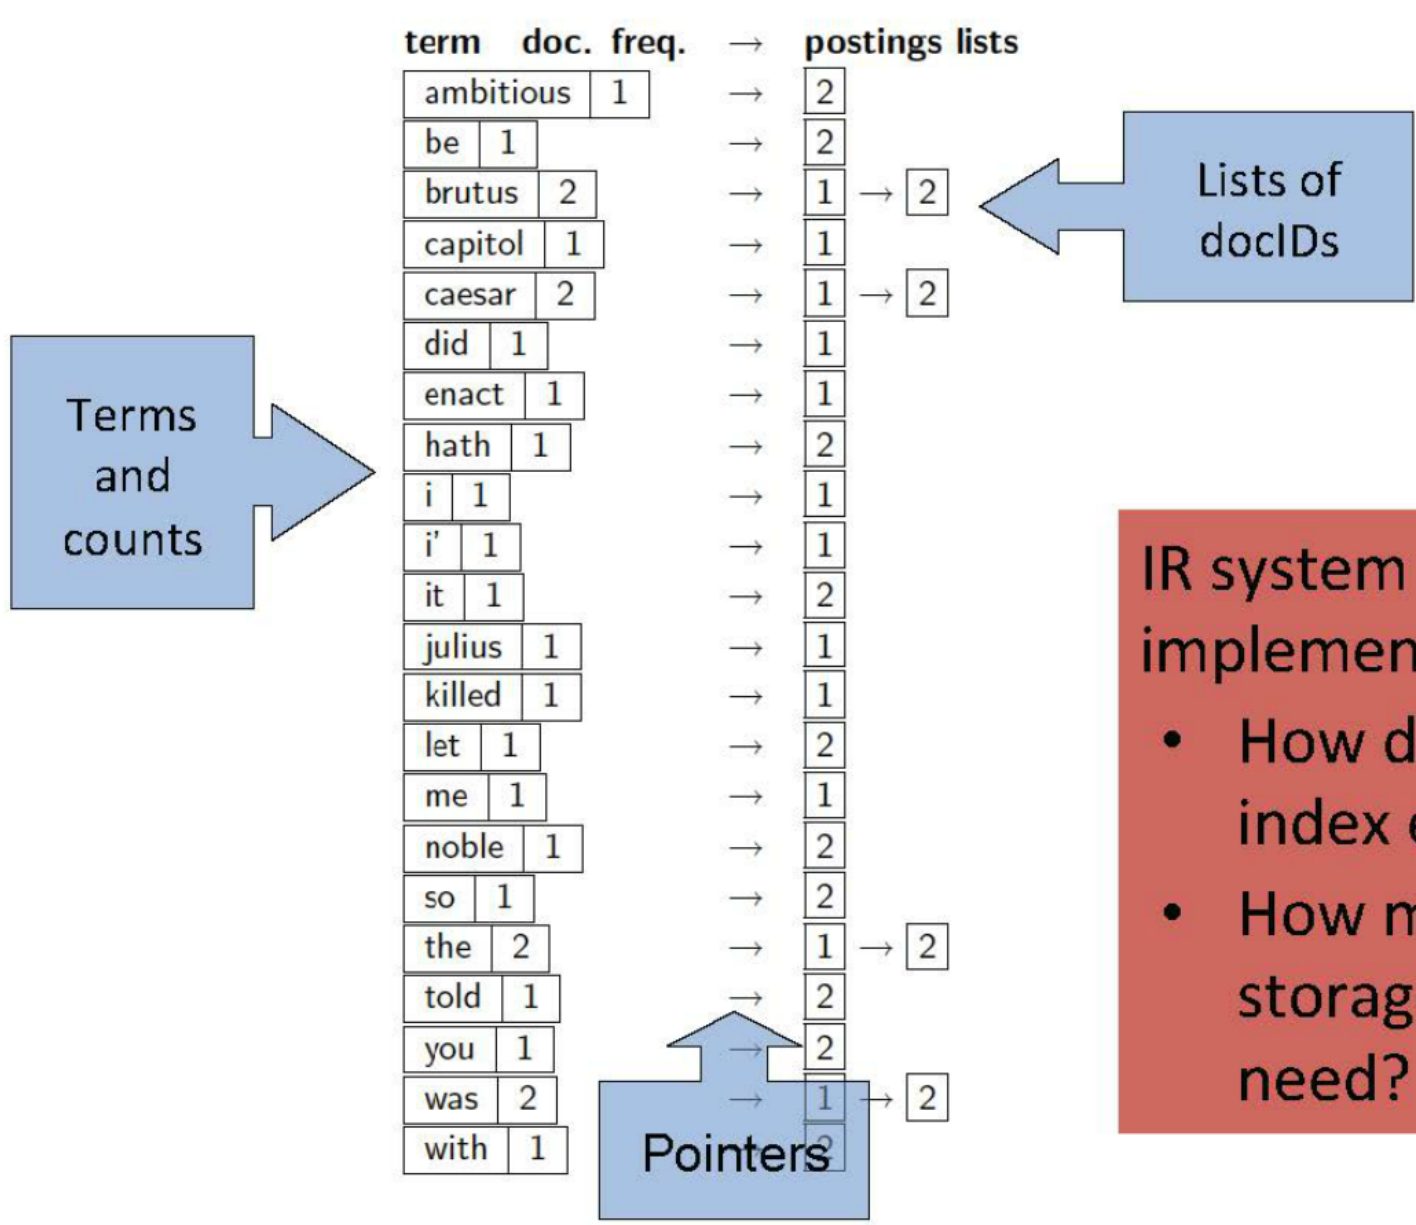 term doc. freq. → postings lists
ambitious 1 → 2
be 1 → 2
brutus 2 → 1 → 2
capitol 1 → 1
caesar 2 → 1 → 2
did 1 → 1
enact 1 → 1
hath 1 → 2
i 1 → 1
i' 1 → 1
it 1 → 2
julius 1 → 1
killed 1 → 1
let 1 → 2
me 1 → 1
noble 1 → 2
so 1 → 2
the 2 → 1 → 2
told 1 → 2
you 1 → 2
was 2 → 1 → 2
with 1 → 2
Lists of
docIDs
Terms
and
counts
Pointers
IR system
implemen
• How d
index
• How m
storag
need?